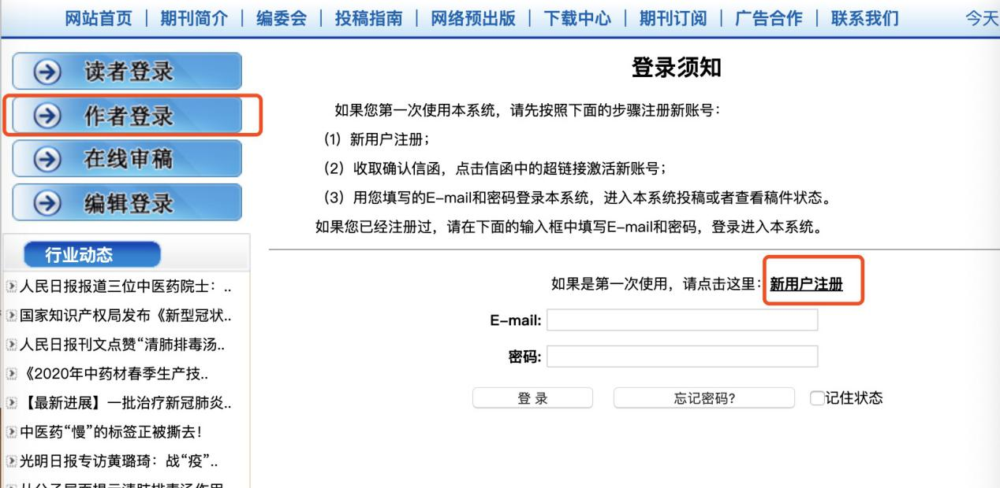 网站首页 | 期刊简介 | 编委会 | 投稿指南 | 网络预出版 | 下载中心 | 期刊订阅 | 广告合作 | 联系我们 今天
读者登录
作者登录
在线审稿
编辑登录
行业动态
人民日报报道三位中医药院士：..
国家知识产权局发布《新型冠状..
人民日报刊文点赞“清肺排毒汤..
《2020年中药材春季生产技..
【最新进展】一批治疗新冠肺炎..
中医药“慢”的标签正被撕去！
光明日报专访黄璐琦：战“疫”..
登录须知
如果您第一次使用本系统，请先按照下面的步骤注册新账号：
（1）新用户注册；
（2）收取确认信函，点击信函中的超链接激活新账号；
（3）用您填写的E-mail和密码登录本系统，进入本系统投稿或者查看稿件状态。
如果您已经注册过，请在下面的输入框中填写E-mail和密码，登录进入本系统。
如果是第一次使用，请点击这里：新用户注册
E-mail:
密码:
登 录 忘记密码? 记住状态